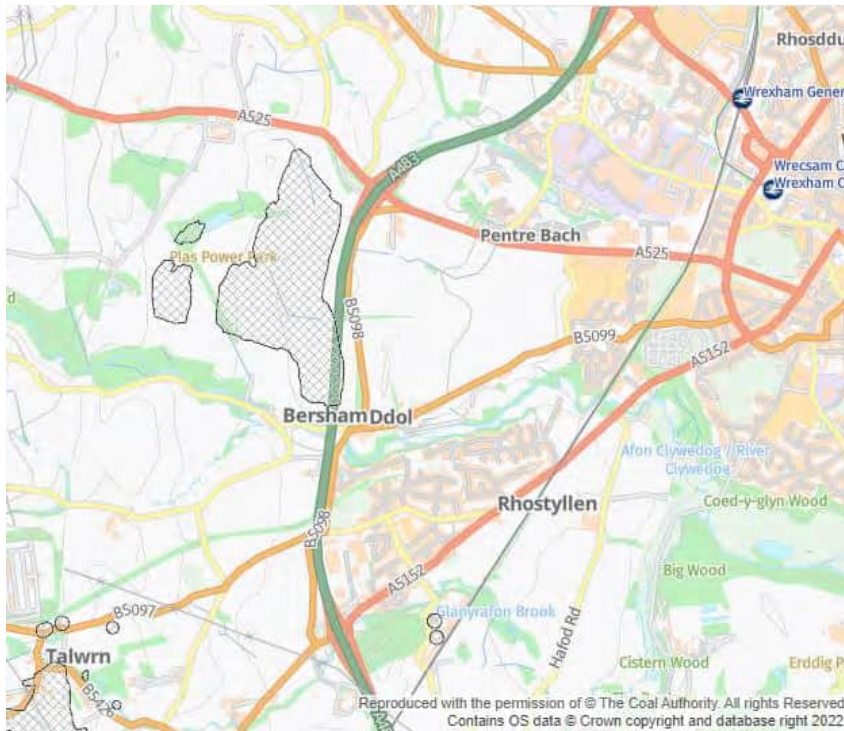 Rhosddu
Wrexham Gener
A525
A483
Wrecsam C
Wrexham C
Pentre Bach
A525
Plas Power Park
B5098
B5099
A5152
Bersham
Ddol
Afon Clywedog / River
Clywedog
Rhostyllen
Coed-y-glyn Wood
B5098
Big Wood
A5152
B5097
Glanyrafon Brook
Hafod Rd
Talwrn
Cistern Wood
Erddig P
B5426
Reproduced with the permission of © The Coal Authority. All rights Reserved
Contains OS data © Crown copyright and database right 2022